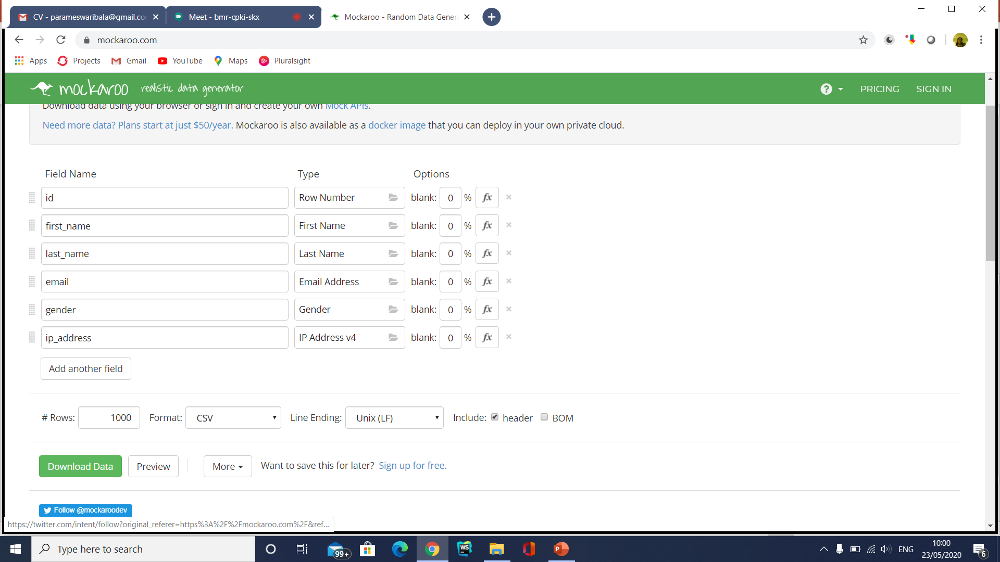 CV - parameswaribala@gmail.co
Meet - bmr-cpki-skx
Mockaroo - Random Data Gener
mockaroo.com
Apps
Projects
Gmail
YouTube
Maps
Pluralsight
mockaroo realistic data generator
? PRICING SIGN IN
Download data using your browser or sign in and create your own Mock APIs.
Need more data? Plans start at just $50/year. Mockaroo is also available as a docker image that you can deploy in your own private cloud.
Field Name Type Options
id Row Number blank: 0 % fx ×
first_name First Name blank: 0 % fx ×
last_name Last Name blank: 0 % fx ×
email Email Address blank: 0 % fx ×
gender Gender blank: 0 % fx ×
ip_address IP Address v4 blank: 0 % fx ×
Add another field
# Rows: 1000 Format: CSV Line Ending: Unix (LF) Include: header BOM
Download Data Preview More Want to save this for later? Sign up for free.
Follow @mockaroodev
https://twitter.com/intent/follow?original_referer=https%3A%2F%2Fmockaroo.com%2F&ref...
Type here to search
99+
WS
P
ENG
10:00
23/05/2020
6